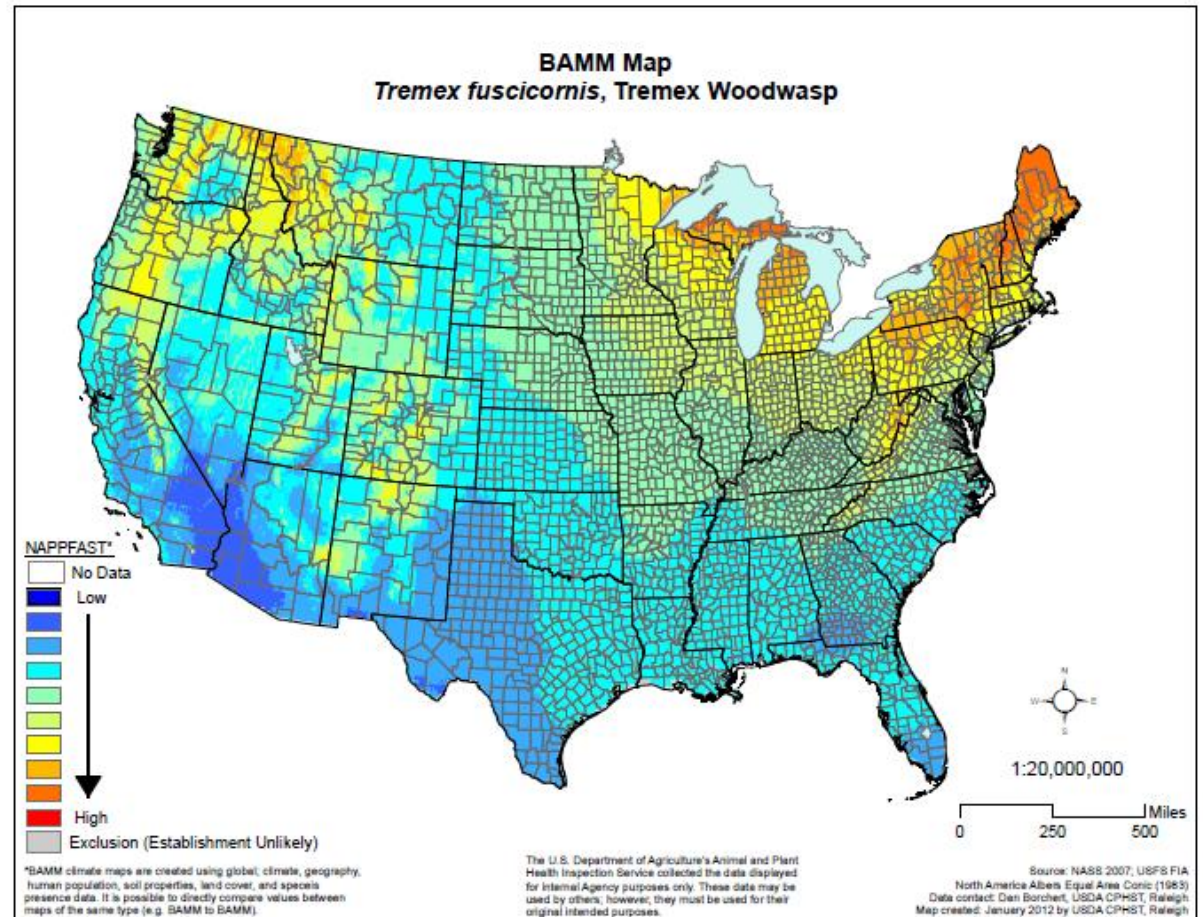 BAMM Map
Tremex fuscicornis, Tremex Woodwasp
NAPPFAST*
No Data
Low
High
Exclusion (Establishment Unlikely)
N
W
E
S
1:20,000,000
Miles
0 250 500
*BAMM climate maps are created using global; climate, geography,
human population, soil properties, land cover, and speceis
presence data. It is possible to directly compare values between
maps of the same type (e.g. BAMM to BAMM).
The U.S. Department of Agriculture's Animal and Plant
Health Inspection Service collected the data displayed
for internal Agency purposes only. These data may be
used by others; however, they must be used for their
original intended purposes.
Source: NASS 2007; USFS FIA
North America Albers Equal Area Conic (1983)
Data contact: Dan Borchert, USDA CPHST, Raleigh
Map created: January 2012 by USDA CPHST, Raleigh